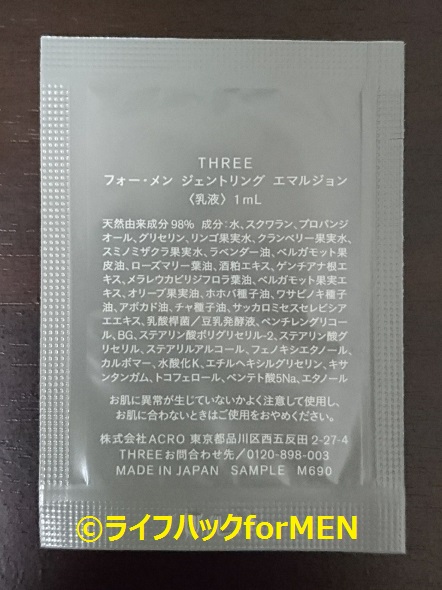 THREE
フォー・メン ジェントリング エマルジョン
〈乳液〉 1mL
天然由来成分98% 成分:水、スクワラン、プロパンジ
オール、グリセリン、リンゴ果実水、クランベリー果実水、
スミノミザクラ果実水、ラベンダー油、ベルガモット果
皮油、ローズマリー葉油、酒粕エキス、ゲンチアナ根エ
キス、メラレウカビリジフロラ葉油、ベルガモット果実エ
キス、オリーブ果実油、ホホバ種子油、ワサビノキ種子
油、アボカド油、チャ種子油、サッカロミセスセレビシア
エエキス、乳酸桿菌/豆乳発酵液、ペンチレングリコー
ル、BG、ステアリン酸ポリグリセリル-2、ステアリン酸グ
リセリル、ステアリルアルコール、フェノキシエタノール、
カルボマー、水酸化K、エチルヘキシルグリセリン、キサ
ンタンガム、トコフェロール、ペンテト酸5Na、エタノール
お肌に異常が生じていないかよく注意して使用し、
お肌に合わないときはご使用をおやめください。
株式会社ACRO 東京都品川区西五反田 2-27-4
THREEお問合わせ先/0120-898-003
MADE IN JAPAN SAMPLE M690
©ライフハックforMEN